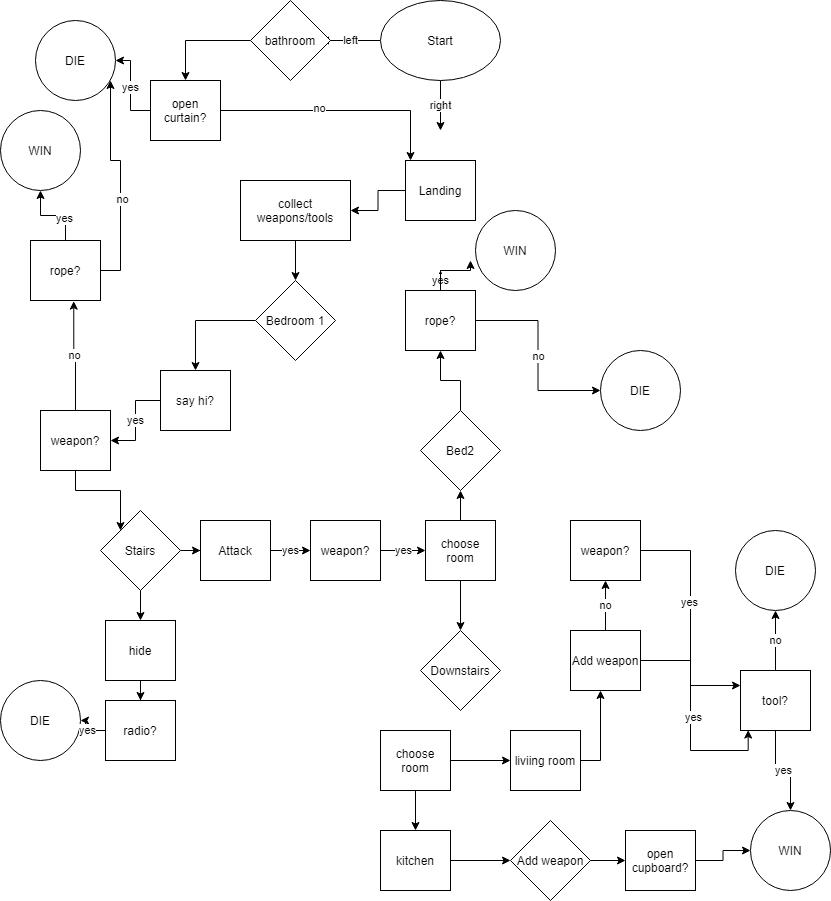 bathroom
left
Start
DIE
yes
open
curtain?
no
right
WIN
Landing
collect
weapons/tools
no
yes
rope?
WIN
yes
Bedroom 1
rope?
no
no
DIE
say hi?
yes
weapon?
Bed2
Stairs
Attack
yes
weapon?
yes
choose
room
weapon?
DIE
yes
no
no
hide
Downstairs
Add weapon
tool?
DIE
yes
radio?
yes
choose
room
liviing room
yes
kitchen
Add weapon
open
cupboard?
WIN